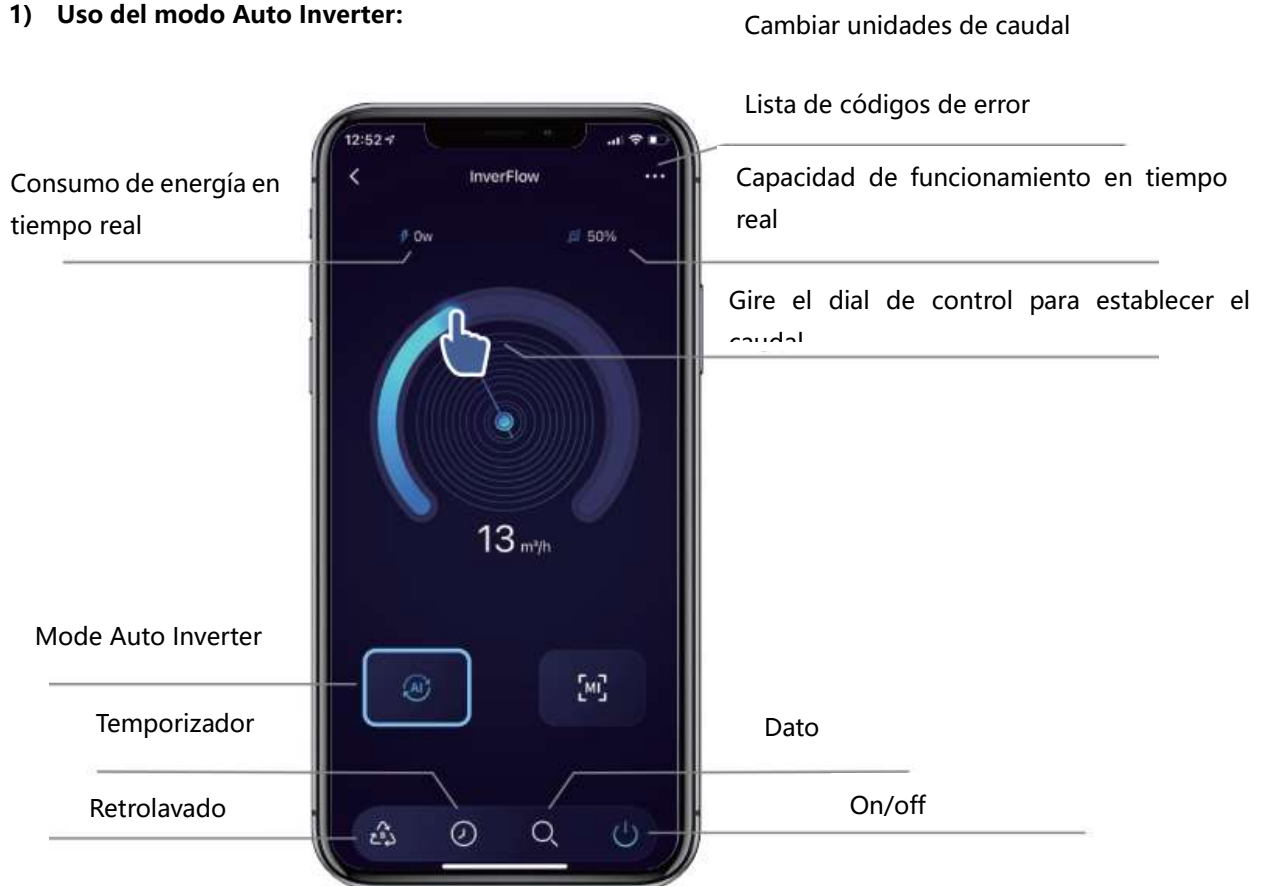 1) Uso del modo Auto Inverter:
Cambiar unidades de caudal
Lista de códigos de error
Consumo de energía en
tiempo real
Capacidad de funcionamiento en tiempo
real
Gire el dial de control para establecer el
caudal
12:52
InverFlow
0w
50%
13 m³/h
Mode Auto Inverter
AI
MI
Temporizador
Dato
Retrolavado
On/off